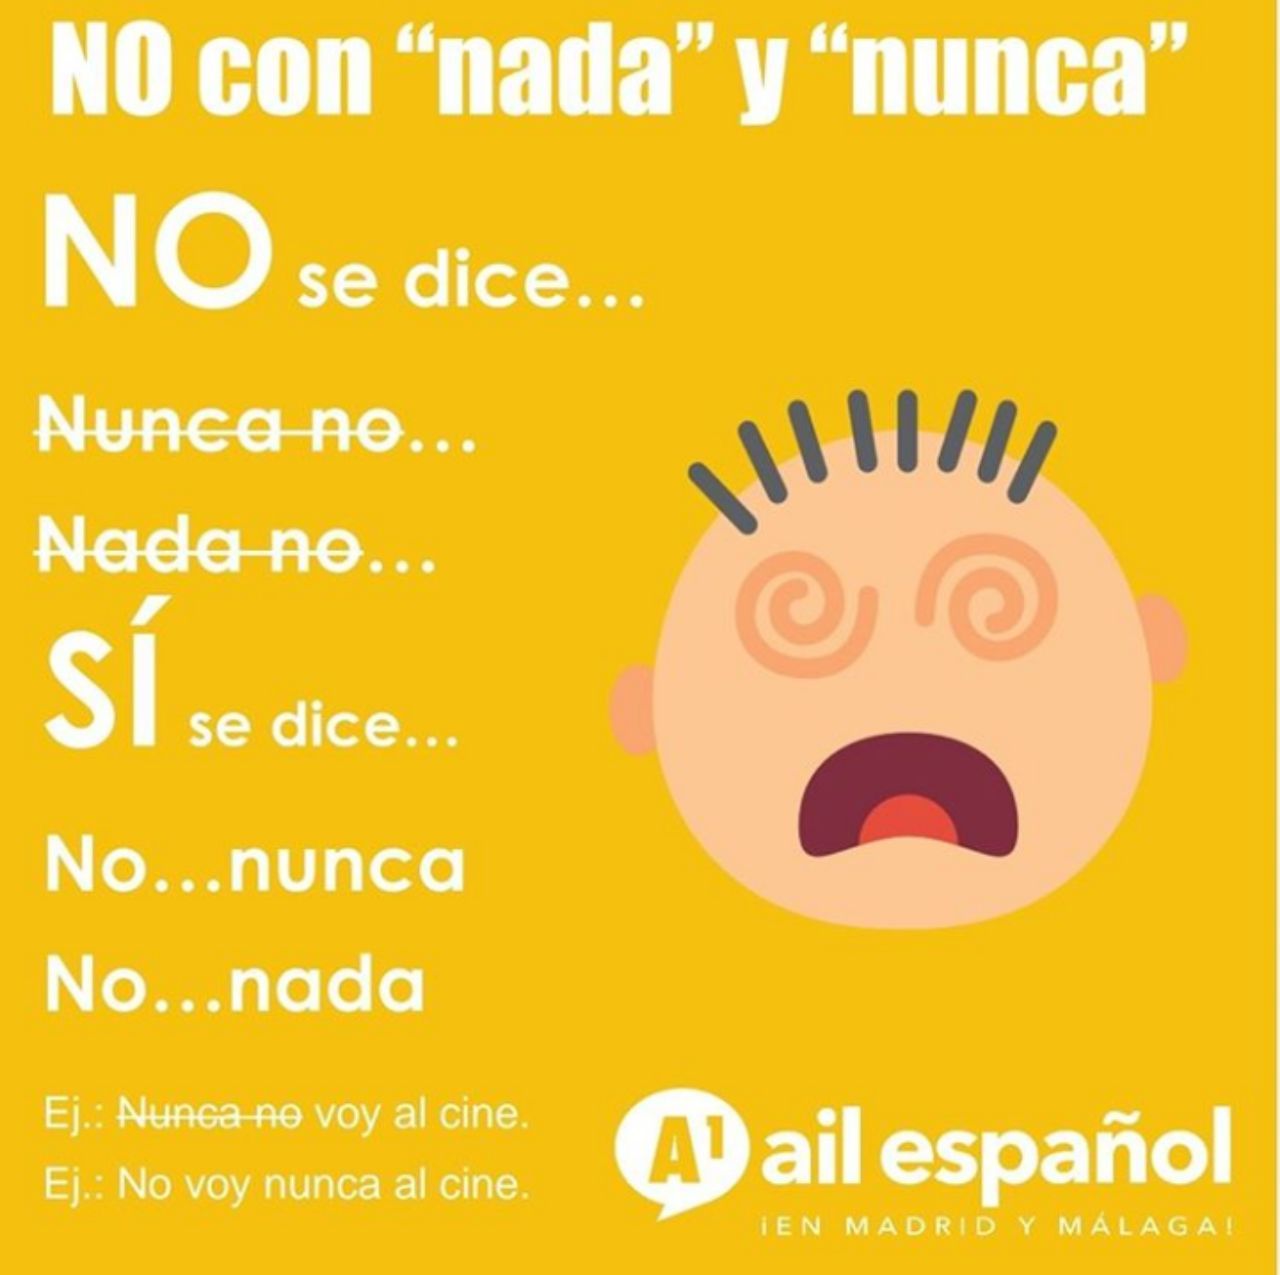 NO con “nada” y “nunca”
NO se dice...
Nunca no...
Nada no...
SÍ se dice...
No...nunca
No...nada
Ej.: Nunca no voy al cine.
Ej.: No voy nunca al cine.
A1 ail español
¡EN MADRID Y MÁLAGA!